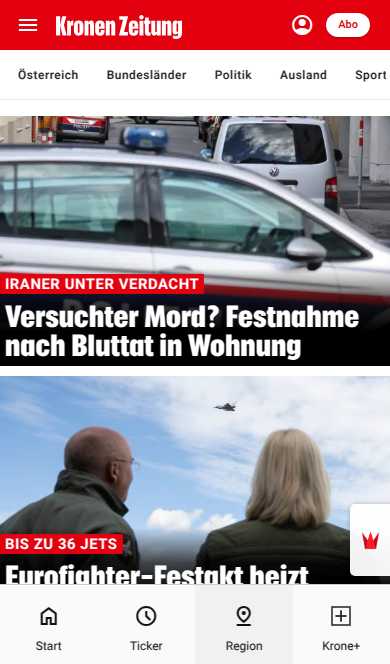 Kronen Zeitung
Abo
Österreich Bundesländer Politik Ausland Sport
IRANER UNTER VERDACHT
Versuchter Mord? Festnahme
nach Bluttat in Wohnung
BIS ZU 36 JETS
Eurofighter-Festakt heizt
Start Ticker Region Krone+